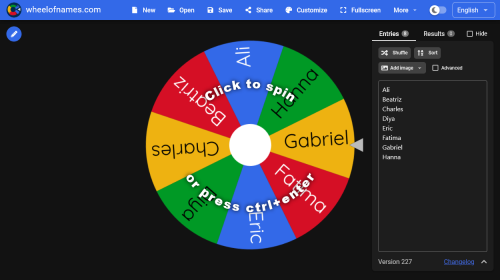 wheelofnames.com
New
Open
Save
Share
Customize
Fullscreen
More
English
Entries 8
Results 0
Hide
Shuffle
Sort
Add image
Advanced
Ali
Beatriz
Charles
Diya
Eric
Fatima
Gabriel
Hanna
Version 227
Changelog
Click to spin
or press ctrl+enter
Ali
Beatriz
Charles
Diya
Eric
Fatima
Gabriel
Hanna